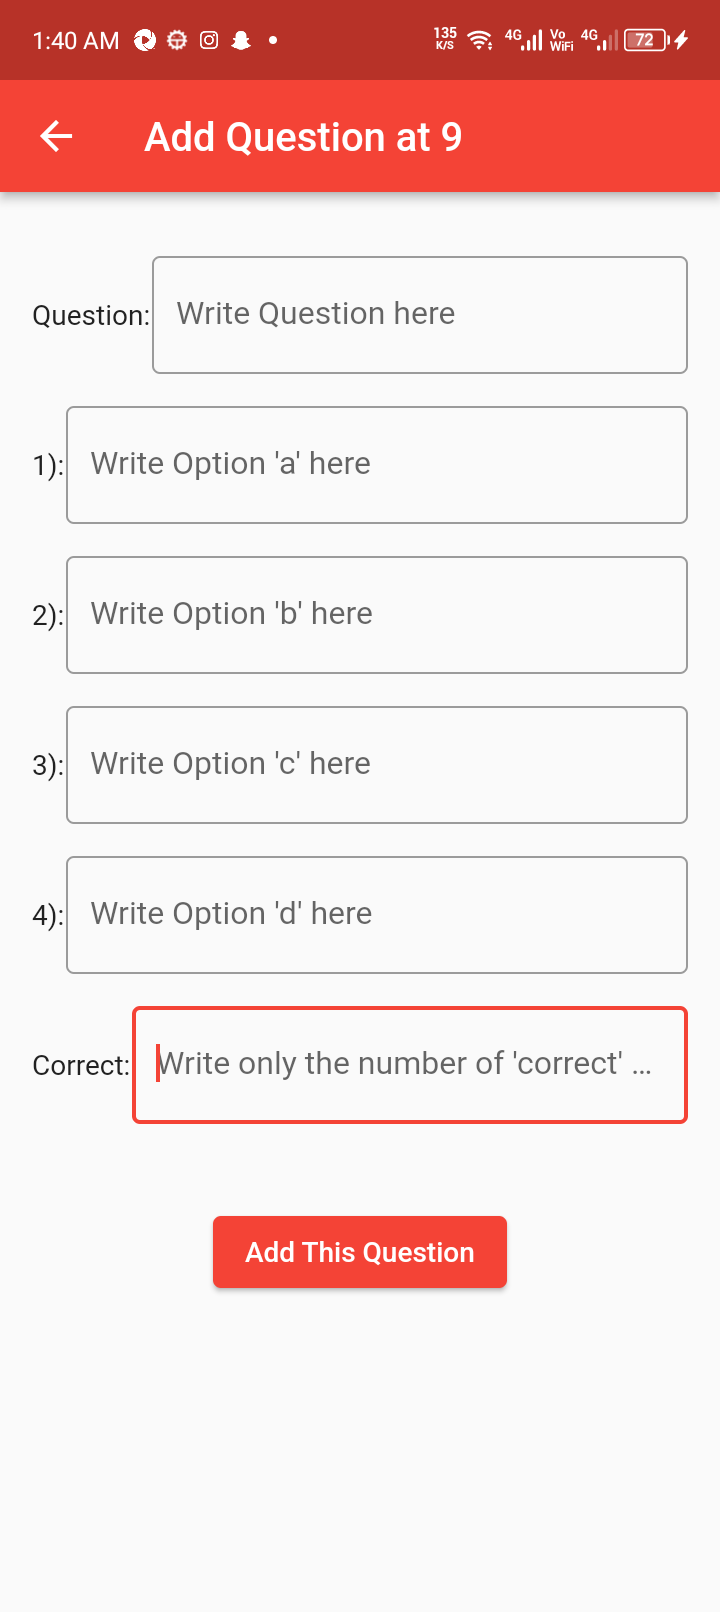 1:40 AM 135 K/S 4G Vo WiFi 4G 72
Add Question at 9
Question: Write Question here
1): Write Option 'a' here
2): Write Option 'b' here
3): Write Option 'c' here
4): Write Option 'd' here
Correct: Write only the number of 'correct' ...
Add This Question